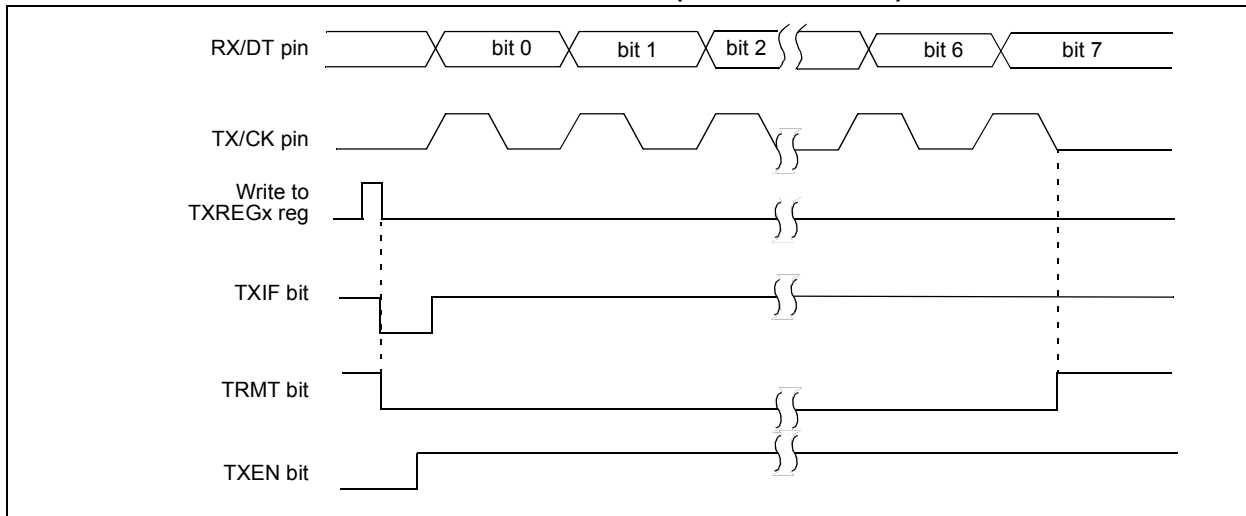 RX/DT pin
bit 0 bit 1 bit 2 bit 6 bit 7
TX/CK pin
Write to
TXREGx reg
TXIF bit
TRMT bit
TXEN bit